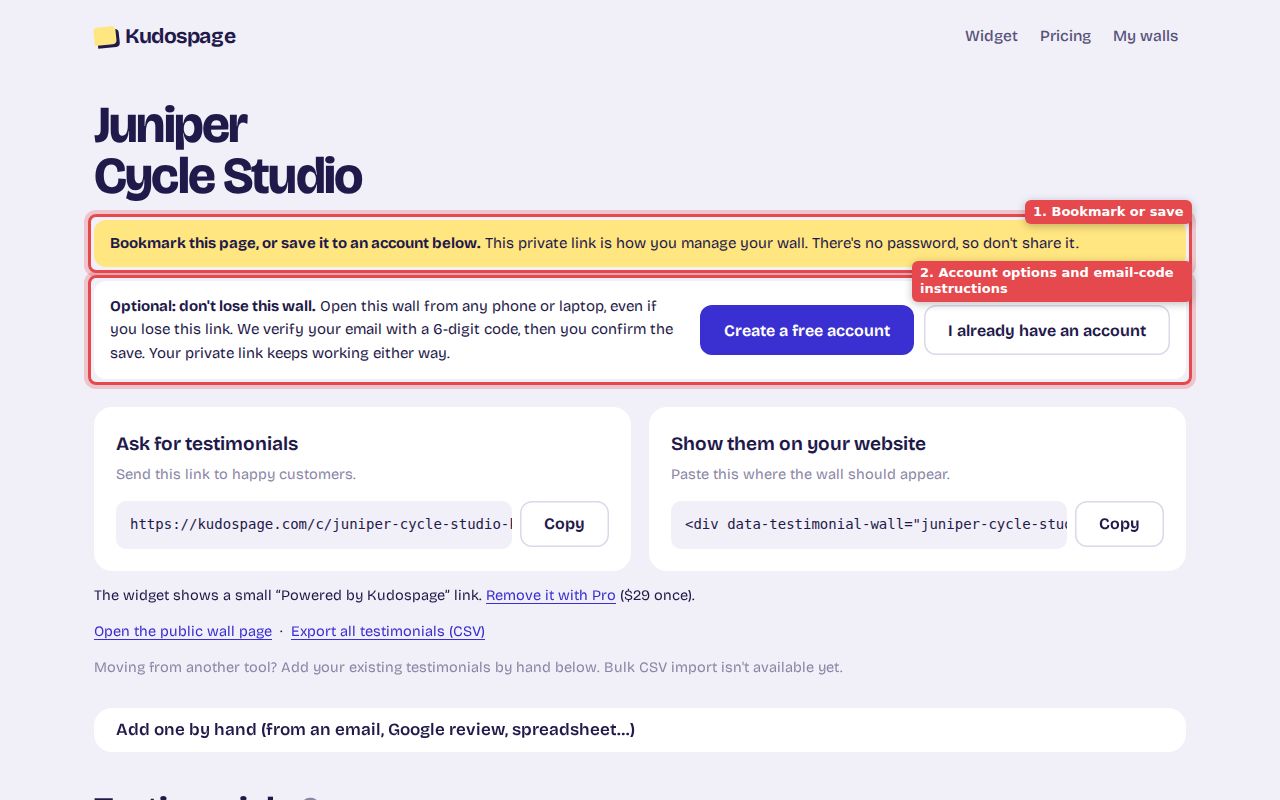 Kudospage
Widget
Pricing
My walls
Juniper
Cycle Studio
1. Bookmark or save
Bookmark this page, or save it to an account below. This private link is how you manage your wall. There's no password, so don't share it.
2. Account options and email-code
instructions
Optional: don't lose this wall. Open this wall from any phone or laptop, even if
you lose this link. We verify your email with a 6-digit code, then you confirm the
save. Your private link keeps working either way.
Create a free account
I already have an account
Ask for testimonials
Send this link to happy customers.
https://kudospage.com/c/juniper-cycle-studio-
Copy
Show them on your website
Paste this where the wall should appear.
<div data-testimonial-wall="juniper-cycle-stu
Copy
The widget shows a small “Powered by Kudospage” link. Remove it with Pro ($29 once).
Open the public wall page · Export all testimonials (CSV)
Moving from another tool? Add your existing testimonials by hand below. Bulk CSV import isn't available yet.
Add one by hand (from an email, Google review, spreadsheet...)